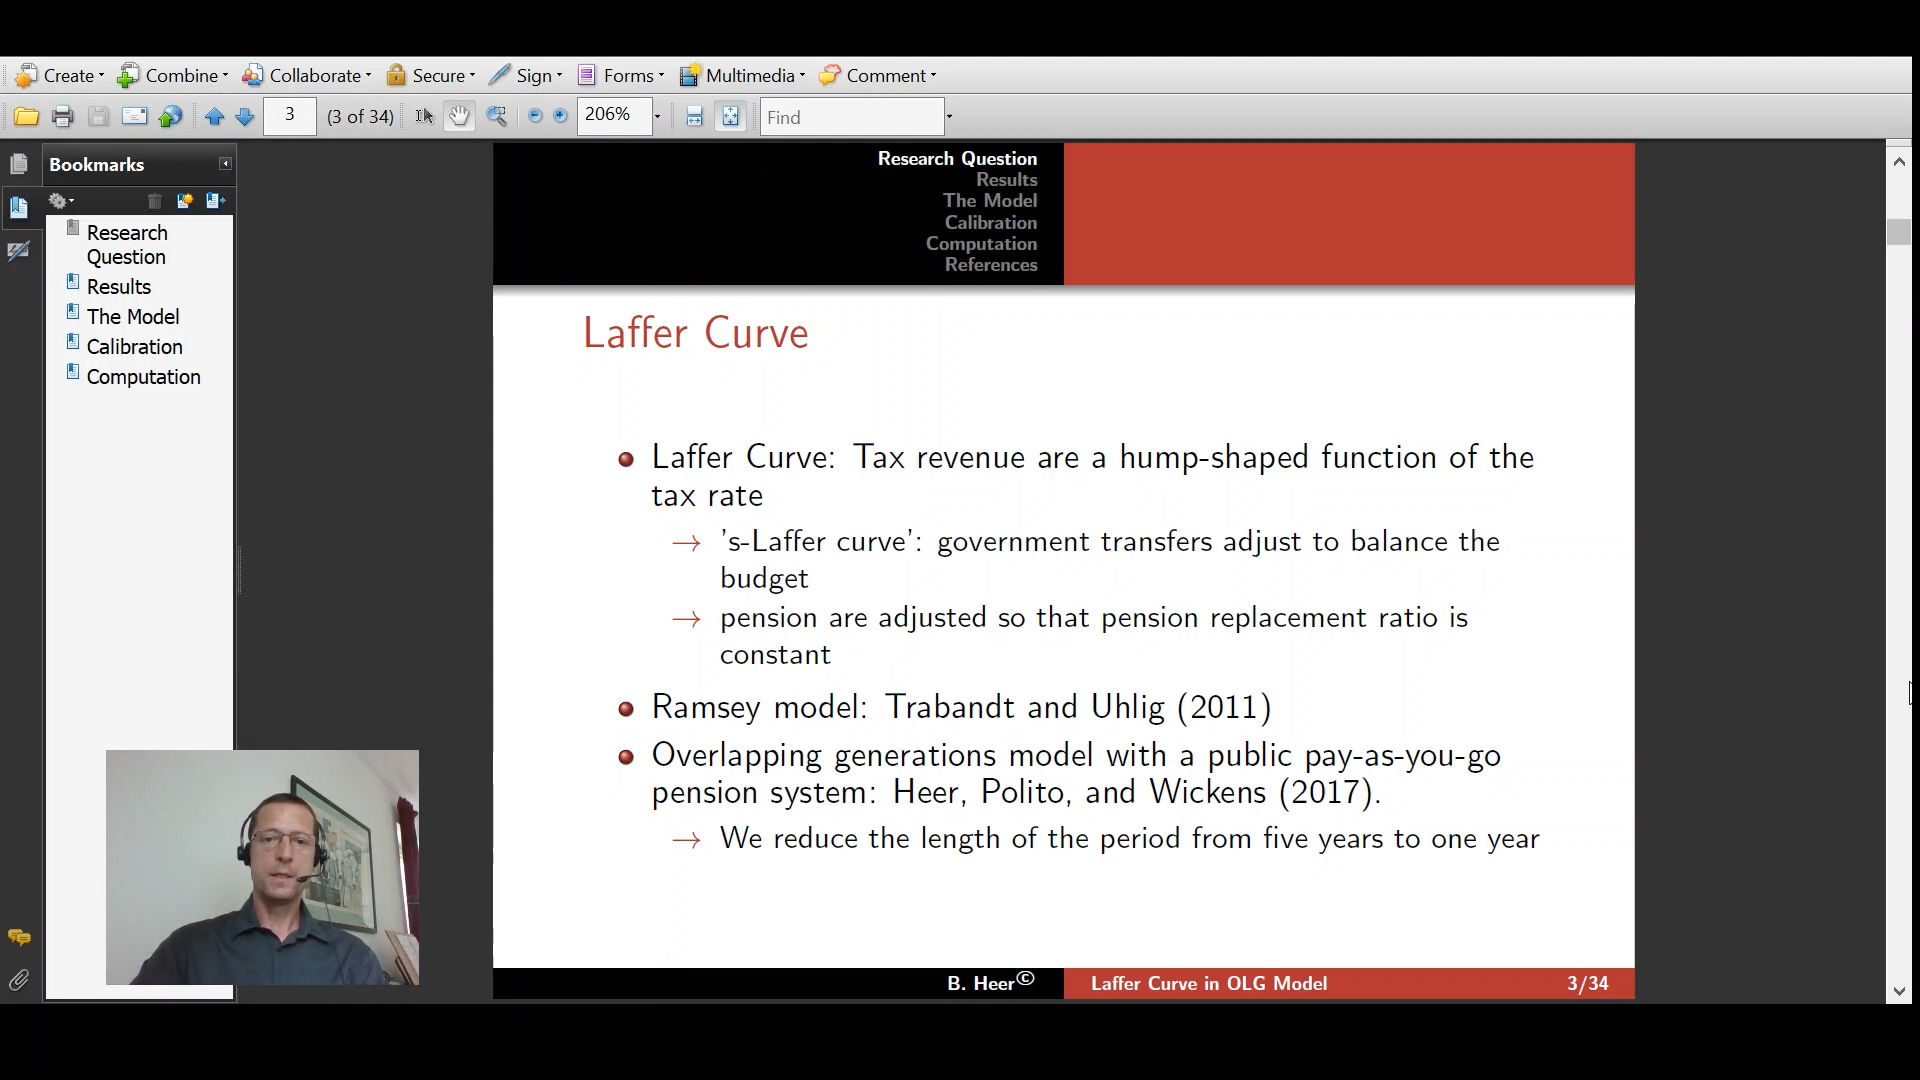 Create Combine Collaborate Secure Sign Forms Multimedia Comment
3 (3 of 34) 206% Find
Bookmarks
Research
Question
Results
The Model
Calibration
Computation
Research Question
Results
The Model
Calibration
Computation
References
Laffer Curve
Laffer Curve: Tax revenue are a hump-shaped function of the
tax rate
→ 's-Laffer curve': government transfers adjust to balance the
budget
→ pension are adjusted so that pension replacement ratio is
constant
Ramsey model: Trabandt and Uhlig (2011)
Overlapping generations model with a public pay-as-you-go
pension system: Heer, Polito, and Wickens (2017).
→ We reduce the length of the period from five years to one year
B. Heer© Laffer Curve in OLG Model 3/34